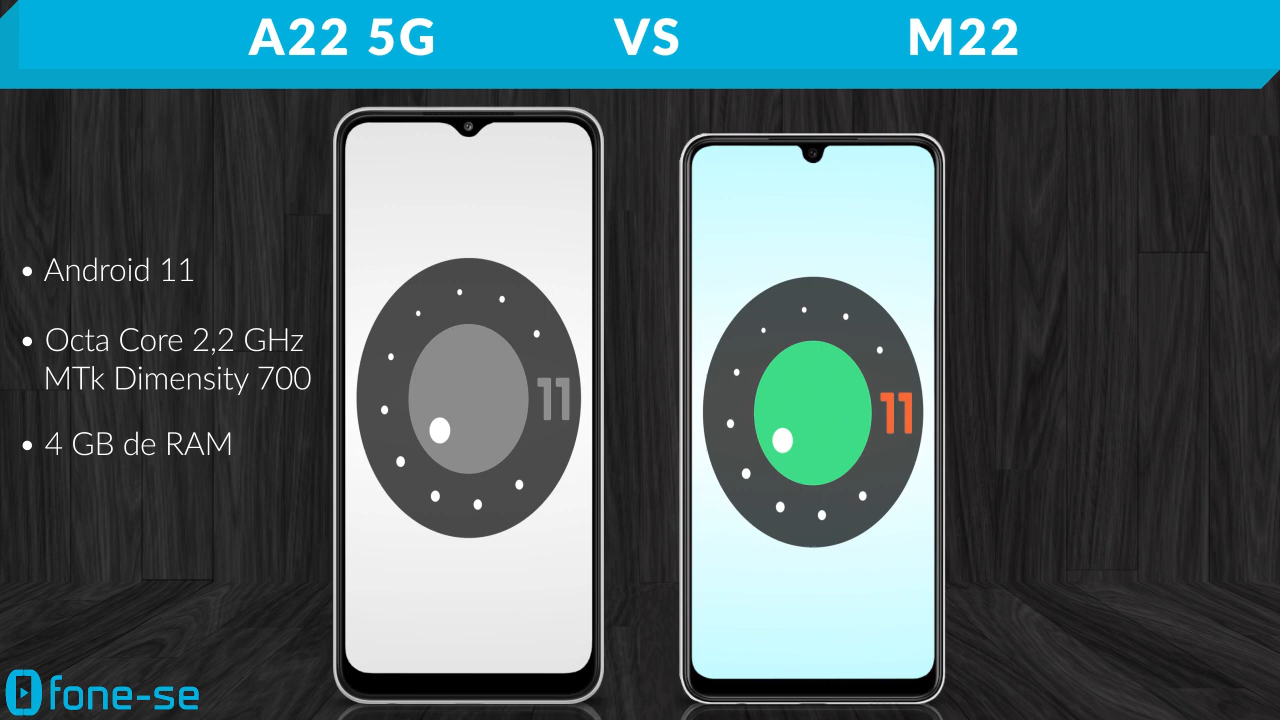 A22 5G VS M22
• Android 11
• Octa Core 2,2 GHz
MTk Dimensity 700
• 4 GB de RAM
11
11
fone-se